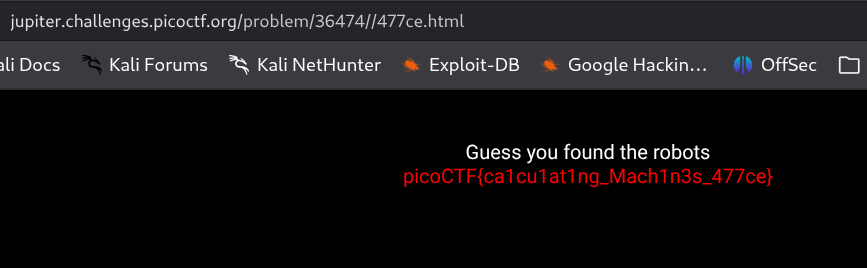 jupiter.challenges.picoctf.org/problem/36474//477ce.html
ali Docs Kali Forums Kali NetHunter Exploit-DB Google Hackin… OffSec
Guess you found the robots
picoCTF{ca1cu1at1ng_Mach1n3s_477ce}